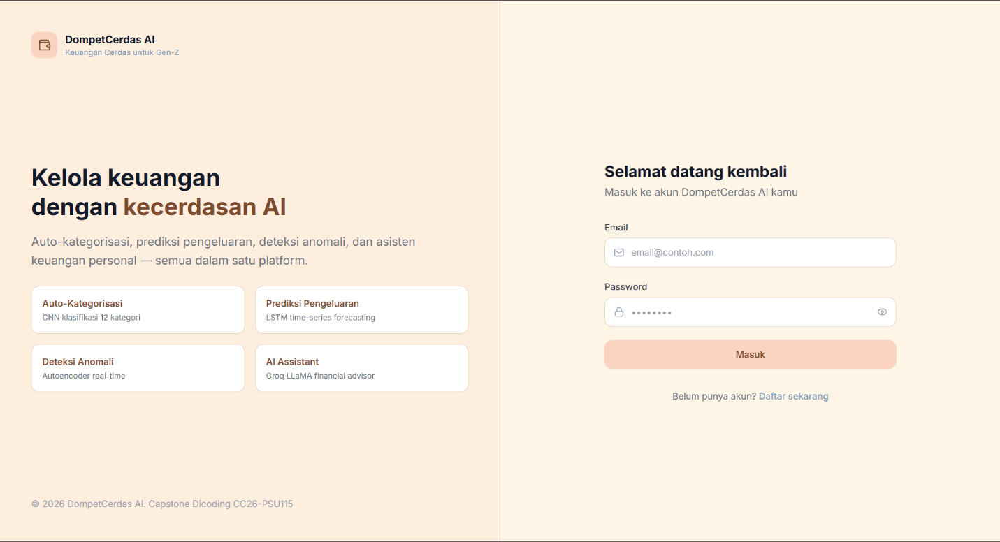 DompetCerdas AI
Keuangan Cerdas untuk Gen-Z
Kelola keuangan
dengan kecerdasan AI
Auto-kategorisasi, prediksi pengeluaran, deteksi anomali, dan asisten
keuangan personal — semua dalam satu platform.
Auto-Kategorisasi
CNN klasifikasi 12 kategori
Prediksi Pengeluaran
LSTM time-series forecasting
Deteksi Anomali
Autoencoder real-time
AI Assistant
Groq LLaMA financial advisor
© 2026 DompetCerdas AI. Capstone Dicoding CC26-PSU115
Selamat datang kembali
Masuk ke akun DompetCerdas AI kamu
Email
email@contoh.com
Password
••••••••
Masuk
Belum punya akun? Daftar sekarang